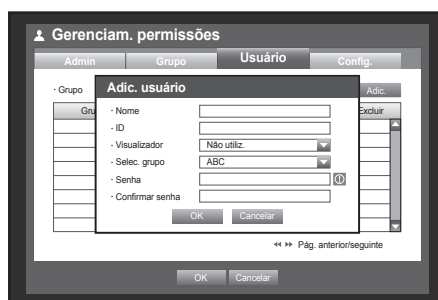 Gerenciam. permissões
Admin Grupo Usuário Config.
· Grupo Adic.
Gru Excluir
Adic. usuário
· Nome
· ID
· Visualizador Não utiliz.
· Selec. grupo ABC
· Senha
· Confirmar senha
OK Cancelar
Pág. anterior/seguinte
OK Cancelar